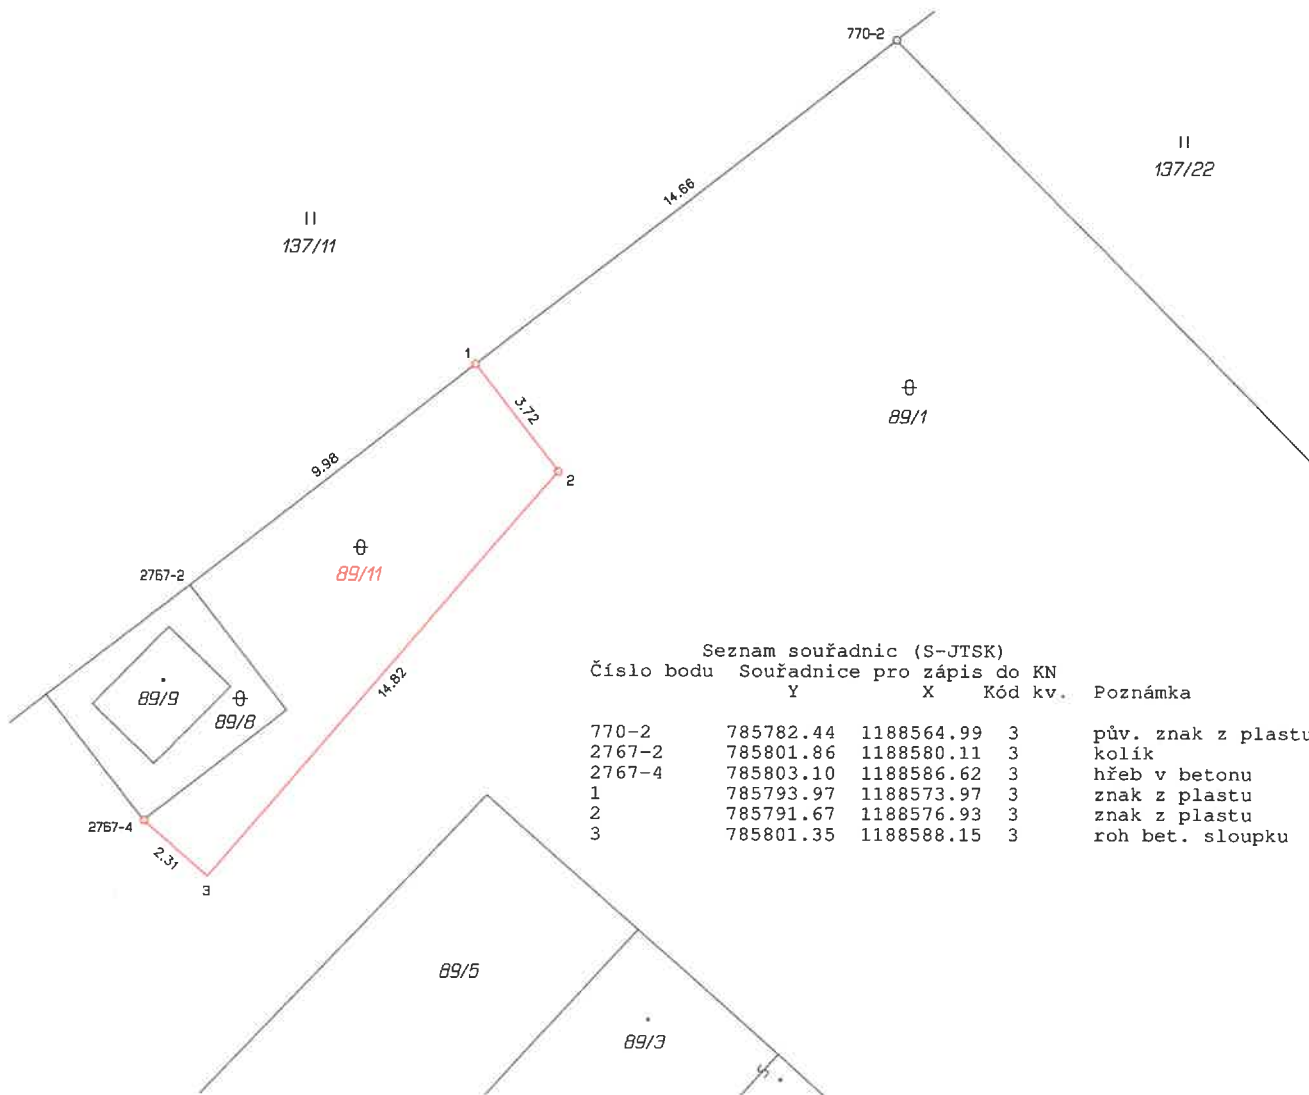 770-2
II
137/22
14.66
II
137/11
1
3.72
89/1
2
9.98
2767-2
89/11
14.82
89/9
89/8
2767-4
2.31
3
Seznam souřadnic (S-JTSK)
Číslo bodu Souřadnice pro zápis do KN
Y X Kód kv. Poznámka
770-2 785782.44 1188564.99 3 pův. znak z plastu
2767-2 785801.86 1188580.11 3 kolík
2767-4 785803.10 1188586.62 3 hřeb v betonu
1 785793.97 1188573.97 3 znak z plastu
2 785791.67 1188576.93 3 znak z plastu
3 785801.35 1188588.15 3 roh bet. sloupku
89/5
89/3